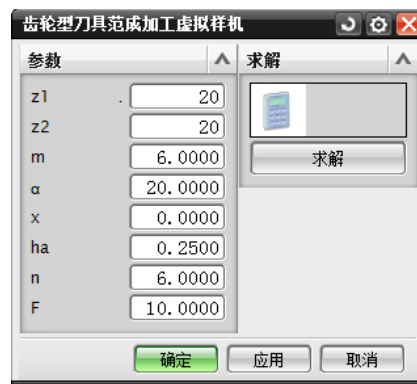 齿轮型刀具范成加工虚拟样机
参数
z1 . 20
z2 20
m 6.0000
α 20.0000
x 0.0000
ha 0.2500
n 6.0000
F 10.0000
求解
求解
确定 应用 取消